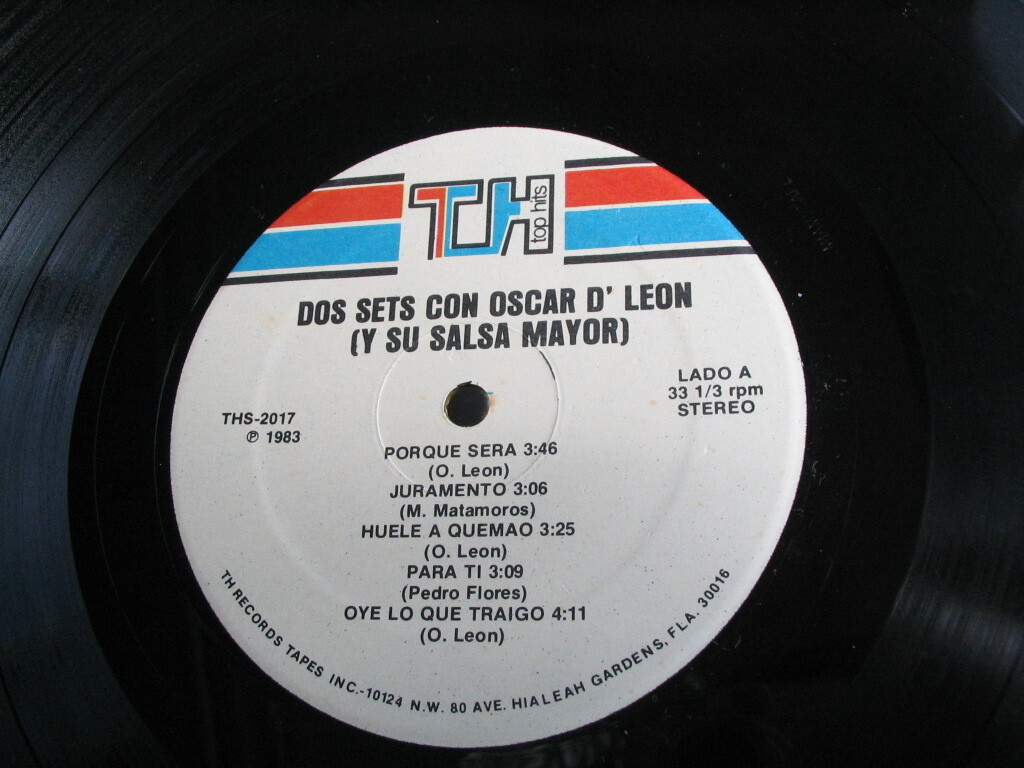 TH top hits
DOS SETS CON OSCAR D' LEON
(Y SU SALSA MAYOR)
LADO A
33 1/3 rpm
STEREO
THS-2017
℗ 1983
PORQUE SERA 3:46
(O. Leon)
JURAMENTO 3:06
(M. Matamoros)
HUELE A QUEMAO 3:25
(O. Leon)
PARA TI 3:09
(Pedro Flores)
OYE LO QUE TRAIGO 4:11
(O. Leon)
TH RECORDS TAPES INC.-10124 N.W. 80 AVE. HIALEAH GARDENS, FLA. 30016